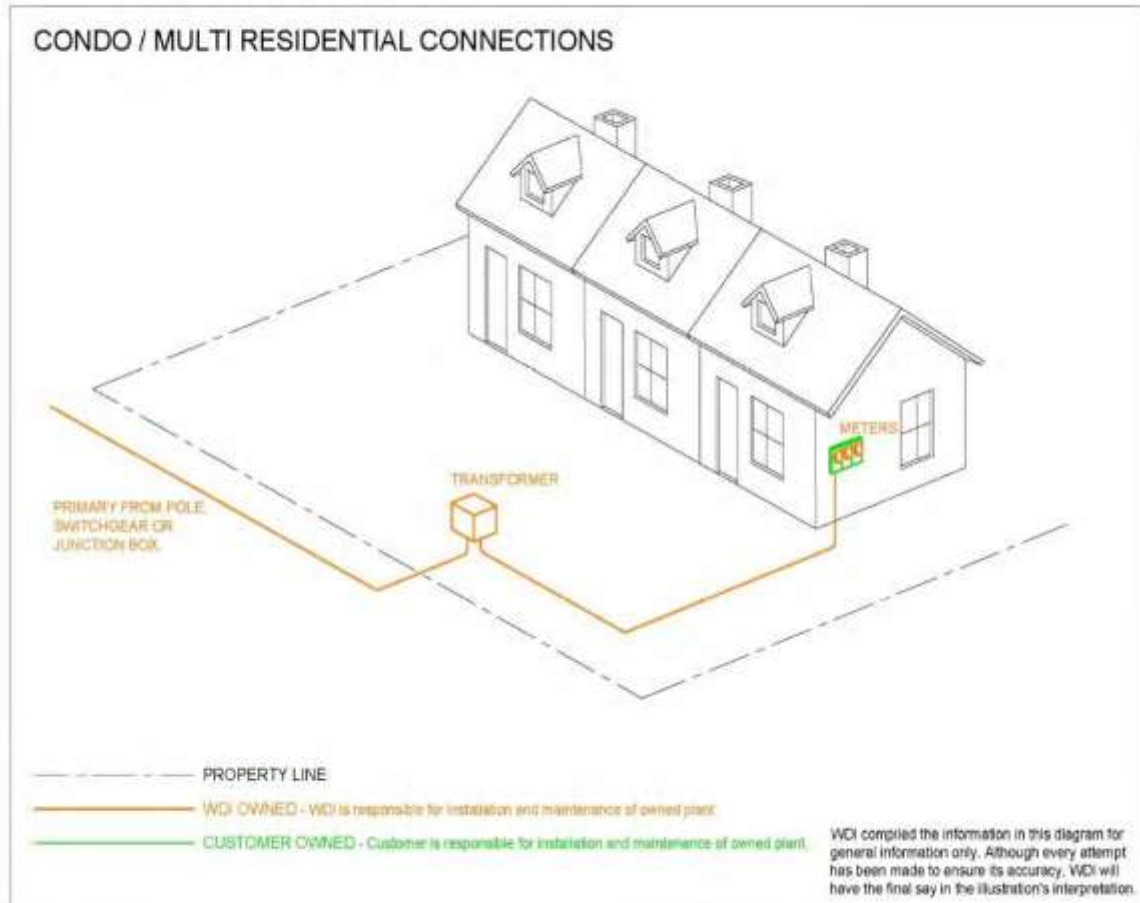 CONDO / MULTI RESIDENTIAL CONNECTIONS
METERS
TRANSFORMER
PRIMARY FROM POLE,
SWITCHGEAR OR
JUNCTION BOX.
PROPERTY LINE
WDI OWNED - WDI is responsible for installation and maintenance of owned plant
CUSTOMER OWNED - Customer is responsible for installation and maintenance of owned plant.
WDI compiled the information in this diagram for
general information only. Although every attempt
has been made to ensure its accuracy, WDI will
have the final say in the illustration's interpretation.